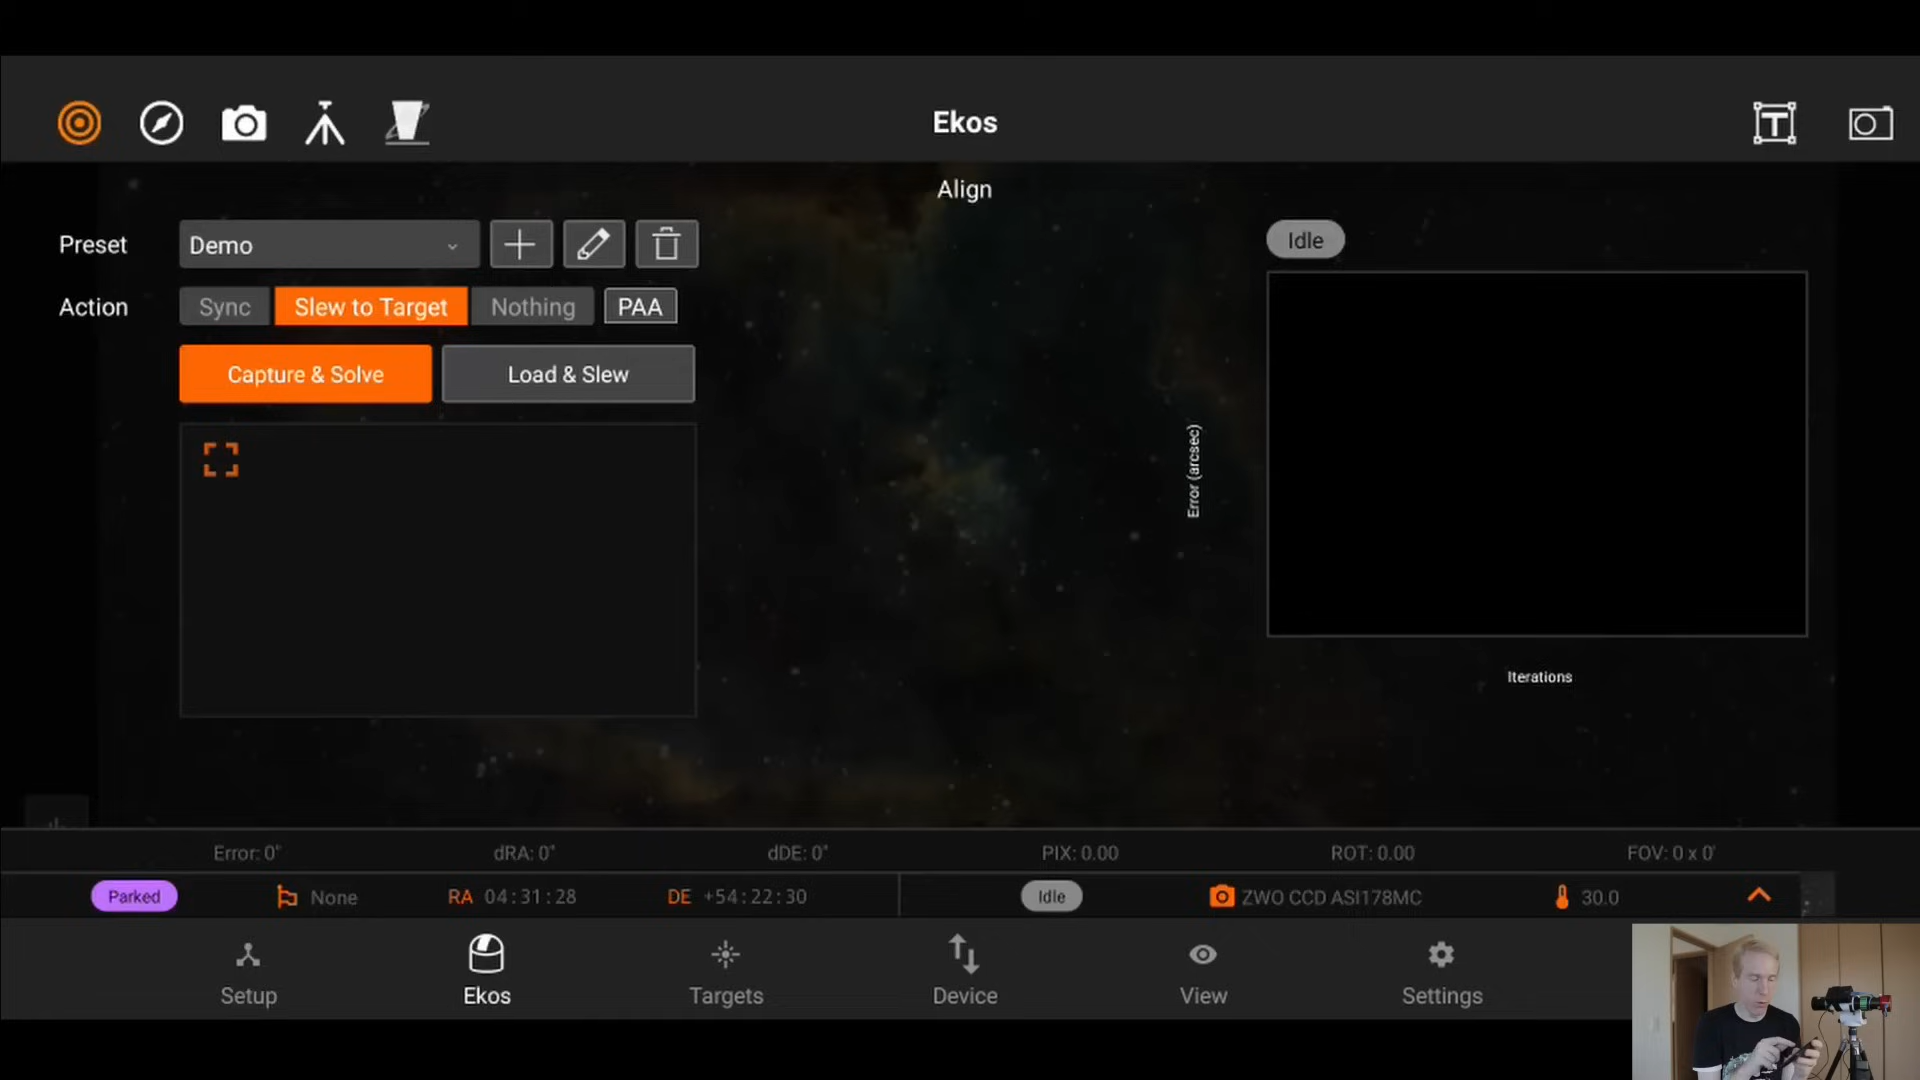 Ekos
T
Align
Preset Demo
Idle
Action Sync Slew to Target Nothing PAA
Capture & Solve Load & Slew
Error (arcsec)
Iterations
Error: 0" dRA: 0" dDE: 0" PIX: 0.00 ROT: 0.00 FOV: 0 x 0'
Parked None RA 04:31:28 DE +54:22:30 Idle ZWO CCD ASI178MC 30.0
Setup Ekos Targets Device View Settings